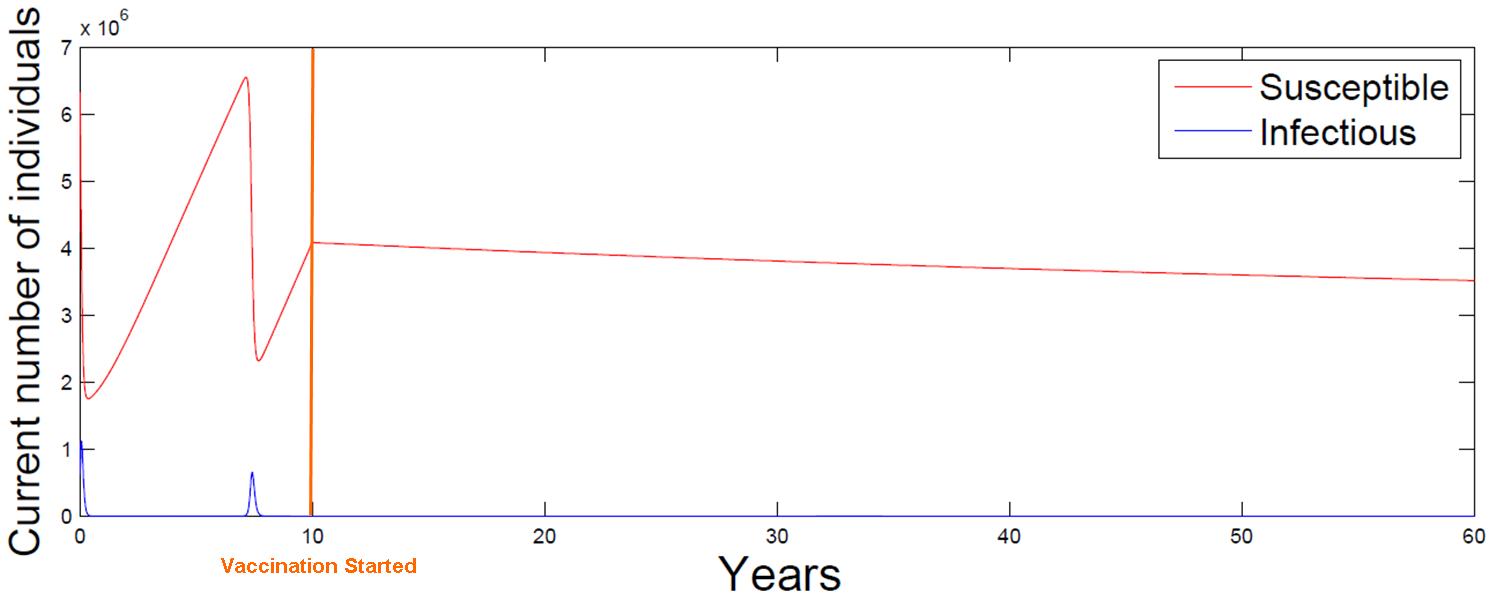 x 10^6
7
6
5
4
3
2
1
0
Current number of individuals
Susceptible
Infectious
0 10 20 30 40 50 60
Vaccination Started
Years